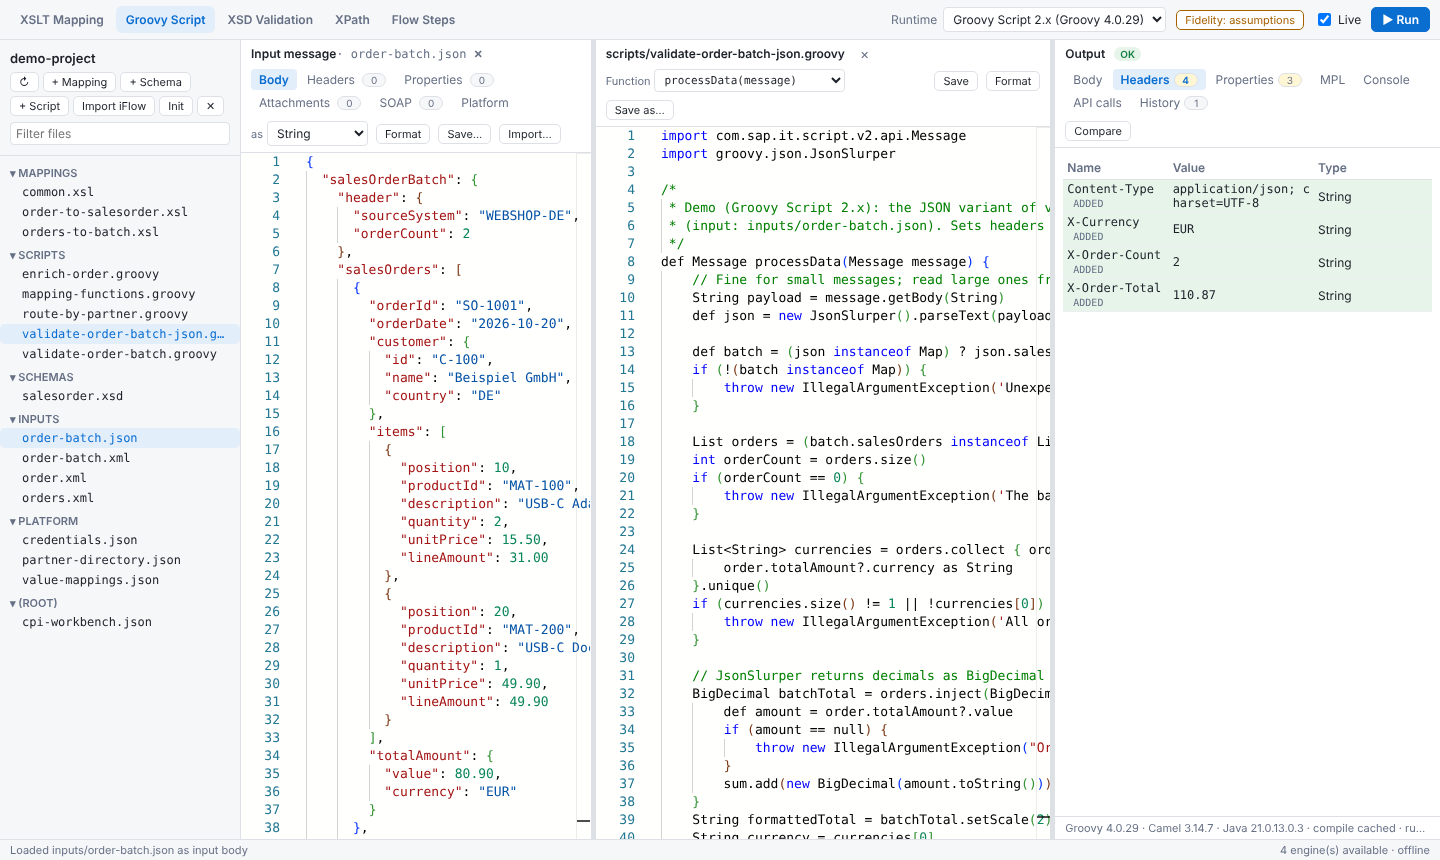 XSLT Mapping Groovy Script XSD Validation XPath Flow Steps
Runtime Groovy Script 2.x (Groovy 4.0.29) Fidelity: assumptions Live ▶ Run
demo-project
↻ + Mapping + Schema
+ Script Import iFlow Init ✕
Filter files
▾ MAPPINGS
common.xsl
order-to-salesorder.xsl
orders-to-batch.xsl
▾ SCRIPTS
enrich-order.groovy
mapping-functions.groovy
route-by-partner.groovy
validate-order-batch-json.g…
validate-order-batch.groovy
▾ SCHEMAS
salesorder.xsd
▾ INPUTS
order-batch.json
order-batch.xml
order.xml
orders.xml
▾ PLATFORM
credentials.json
partner-directory.json
value-mappings.json
▾ (ROOT)
cpi-workbench.json
Input message · order-batch.json ✕
Body Headers 0 Properties 0
Attachments 0 SOAP 0 Platform
as String Format Save... Import...
1 {
2 "salesOrderBatch": {
3 "header": {
4 "sourceSystem": "WEBSHOP-DE",
5 "orderCount": 2
6 },
7 "salesOrders": [
8 {
9 "orderId": "SO-1001",
10 "orderDate": "2026-10-20",
11 "customer": {
12 "id": "C-100",
13 "name": "Beispiel GmbH",
14 "country": "DE"
15 },
16 "items": [
17 {
18 "position": 10,
19 "productId": "MAT-100",
20 "description": "USB-C Ada
21 "quantity": 2,
22 "unitPrice": 15.50,
23 "lineAmount": 31.00
24 },
25 {
26 "position": 20,
27 "productId": "MAT-200",
28 "description": "USB-C Doc
29 "quantity": 1,
30 "unitPrice": 49.90,
31 "lineAmount": 49.90
32 }
33 ],
34 "totalAmount": {
35 "value": 80.90,
36 "currency": "EUR"
37 }
38 },
scripts/validate-order-batch-json.groovy ✕
Function processData(message) Save Format
Save as...
1 import com.sap.it.script.v2.api.Message
2 import groovy.json.JsonSlurper
3
4 /*
5 * Demo (Groovy Script 2.x): the JSON variant of v
6 * (input: inputs/order-batch.json). Sets headers
7 */
8 def Message processData(Message message) {
9 // Fine for small messages; read large ones fr
10 String payload = message.getBody(String)
11 def json = new JsonSlurper().parseText(payload
12
13 def batch = (json instanceof Map) ? json.sales
14 if (!(batch instanceof Map)) {
15 throw new IllegalArgumentException('Unexpe
16 }
17
18 List orders = (batch.salesOrders instanceof Li
19 int orderCount = orders.size()
20 if (orderCount == 0) {
21 throw new IllegalArgumentException('The ba
22 }
23
24 List<String> currencies = orders.collect { ord
25 order.totalAmount?.currency as String
26 }.unique()
27 if (currencies.size() != 1 || !currencies[0])
28 throw new IllegalArgumentException('All or
29 }
30
31 // JsonSlurper returns decimals as BigDecimal
32 BigDecimal batchTotal = orders.inject(BigDecim
33 def amount = order.totalAmount?.value
34 if (amount == null) {
35 throw new IllegalArgumentException("Or
36 }
37 sum.add(new BigDecimal(amount.toString()))
38 }
39 String formattedTotal = batchTotal.setScale(2)
40 String currency = currencies[0]
Output OK
Body Headers 4 Properties 3 MPL Console
API calls History 1
Compare
Name Value Type
Content-Type ADDED application/json; c
harset=UTF-8 String
X-Currency ADDED EUR String
X-Order-Count ADDED 2 String
X-Order-Total ADDED 110.87 String
Groovy 4.0.29 · Camel 3.14.7 · Java 21.0.13.0.3 · compile cached · ru…
Loaded inputs/order-batch.json as input body
4 engine(s) available · offline